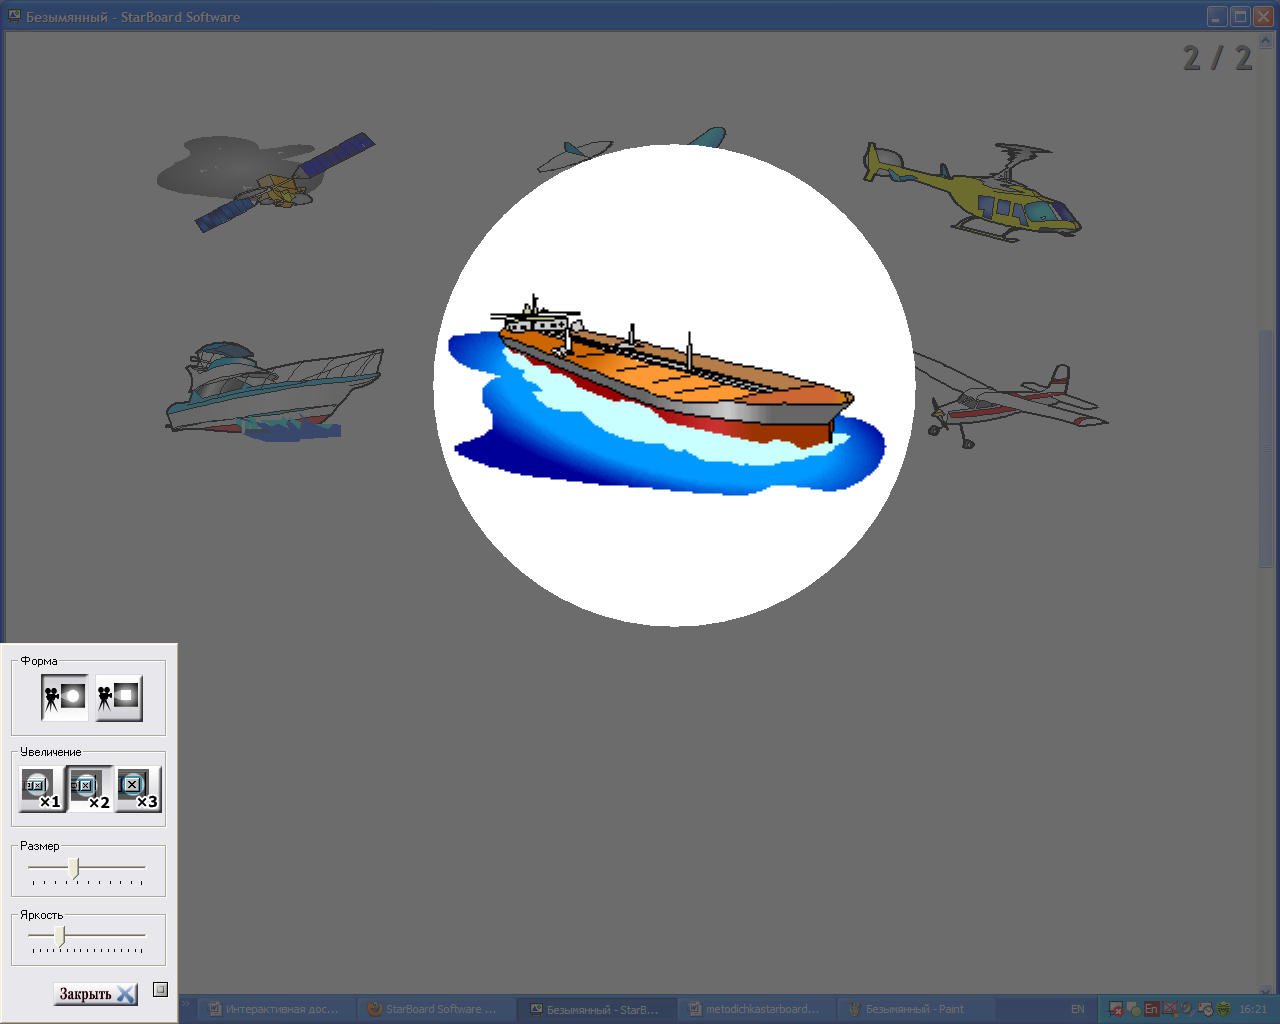 Безымянный - StarBoard Software
2 / 2
Форма
Увеличение
×1 ×2 ×3
Размер
Яркость
Закрыть
Интерактивная дос...
StarBoard Software ...
Безымянный - StarB...
metodichkastarboard...
Безымянный - Paint
EN
En
16:21